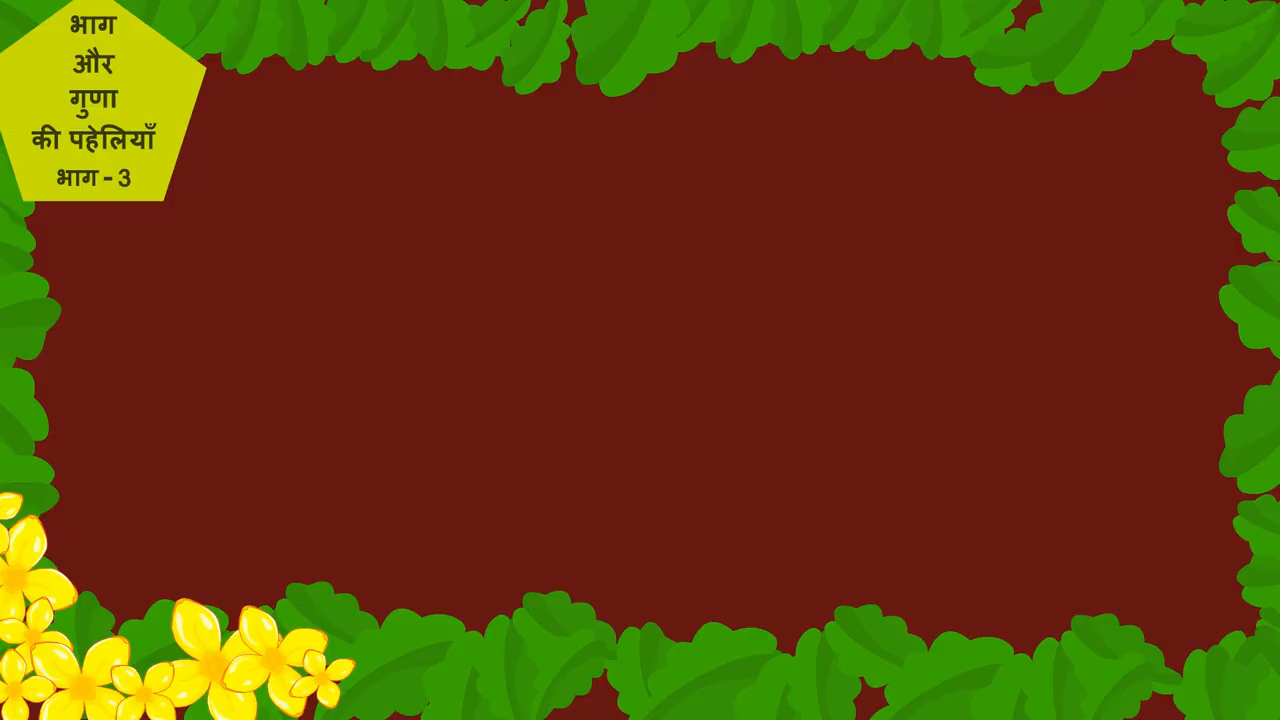 भाग
और
गुणा
की पहेलियाँ
भाग - 3